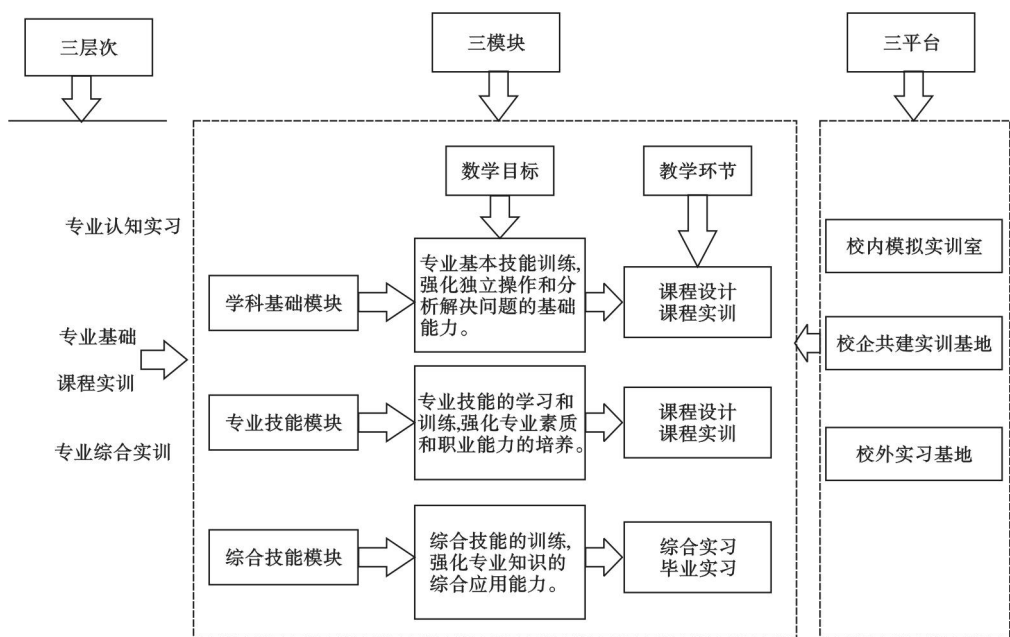 三层次
三模块
三平台
数学目标
教学环节
专业认知实习
专业基础
课程实训
专业综合实训
学科基础模块
专业基本技能训练,
强化独立操作和分
析解决问题的基础
能力。
课程设计
课程实训
专业技能模块
专业技能的学习和
训练,强化专业素质
和职业能力的培养。
课程设计
课程实训
综合技能模块
综合技能的训练,
强化专业知识的
综合应用能力。
综合实习
毕业实习
校内模拟实训室
校企共建实训基地
校外实习基地